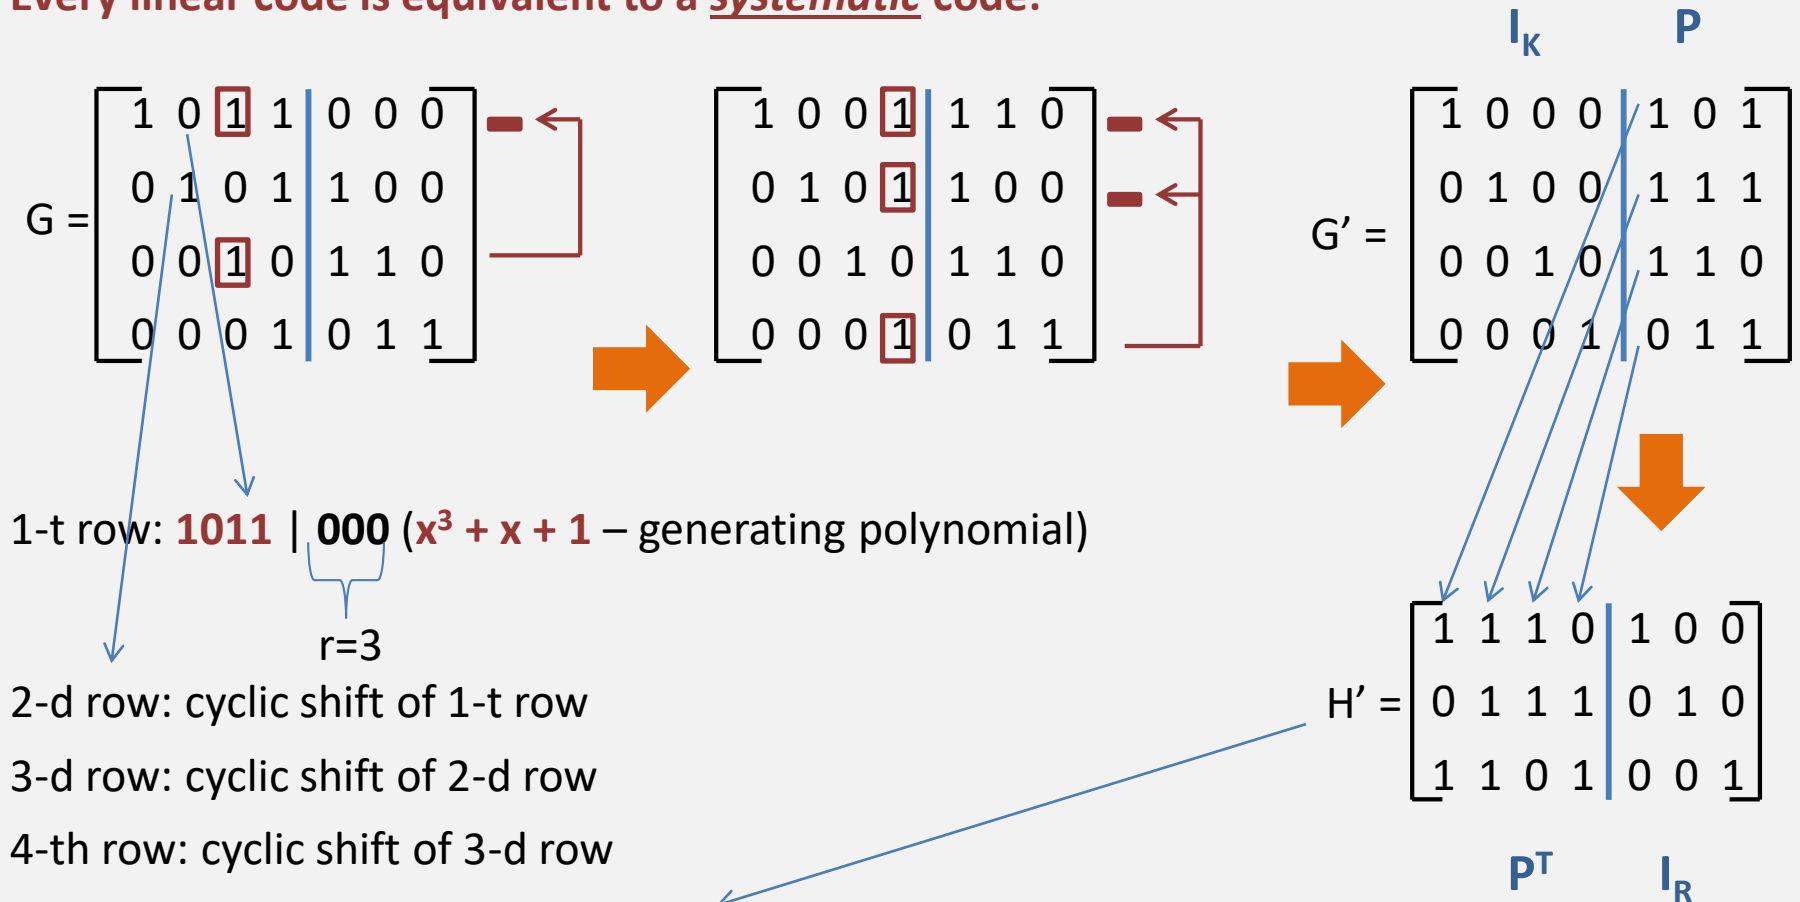 Every linear code is equivalent to a systematic code.
I_K P
G =
1 0 1 1 0 0 0
0 1 0 1 1 0 0
0 0 1 0 1 1 0
0 0 0 1 0 1 1
1 0 0 1 1 1 0
0 1 0 1 1 0 0
0 0 1 0 1 1 0
0 0 0 1 0 1 1
G’ =
1 0 0 0 1 0 1
0 1 0 0 1 1 1
0 0 1 0 1 1 0
0 0 0 1 0 1 1
1-t row: 1011 | 000 (x³ + x + 1 – generating polynomial)
r=3
2-d row: cyclic shift of 1-t row
3-d row: cyclic shift of 2-d row
4-th row: cyclic shift of 3-d row
H’ =
1 1 1 0 1 0 0
0 1 1 1 0 1 0
1 1 0 1 0 0 1
P^T I_R